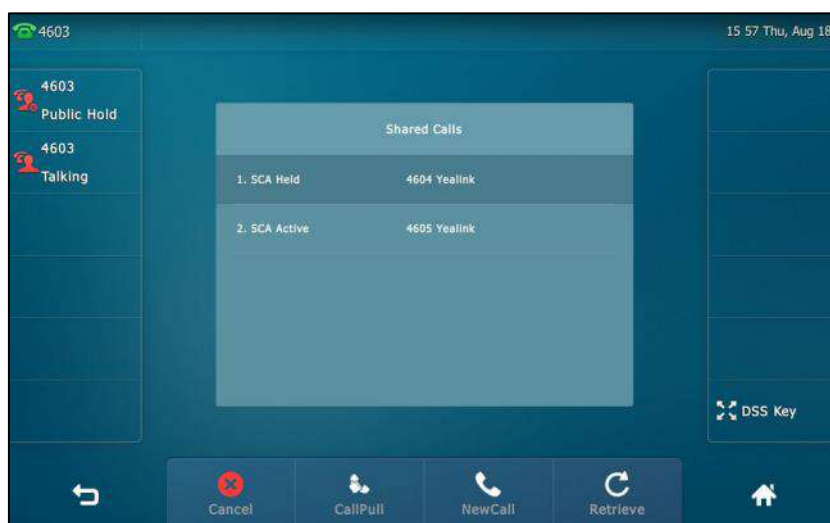 4603
15 57 Thu, Aug 18
4603
Public Hold
4603
Talking
Shared Calls
1. SCA Held 4604 Yealink
2. SCA Active 4605 Yealink
DSS Key
Cancel CallPull NewCall Retrieve